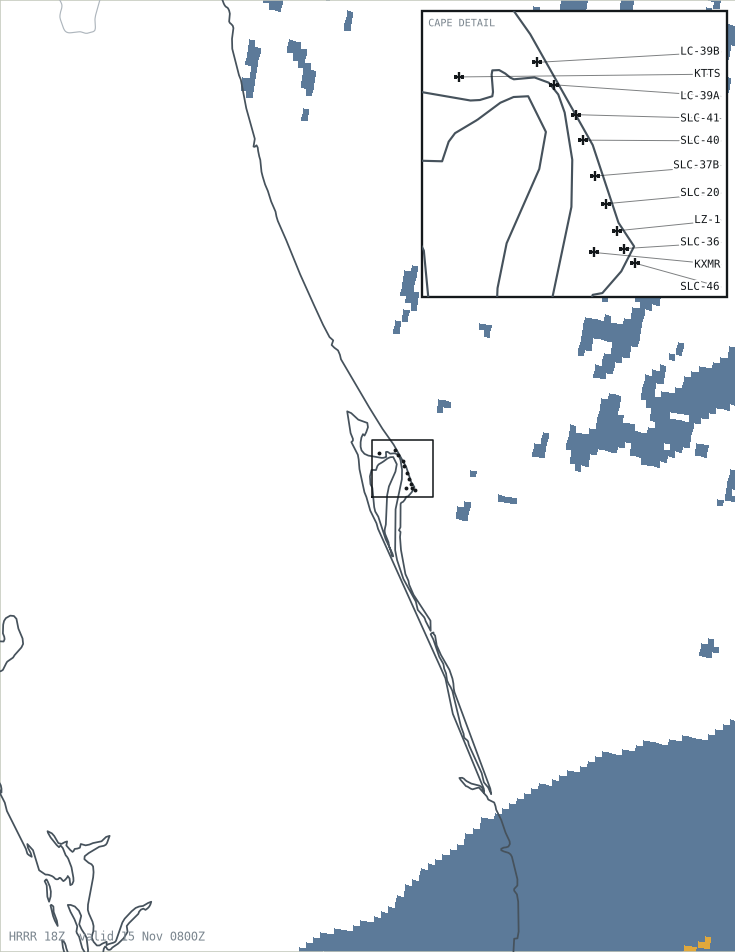 CAPE DETAIL
LC-39B
KTTS
LC-39A
SLC-41
SLC-40
SLC-37B
SLC-20
LZ-1
SLC-36
KXMR
SLC-46
HRRR 18Z valid 15 Nov 0800Z